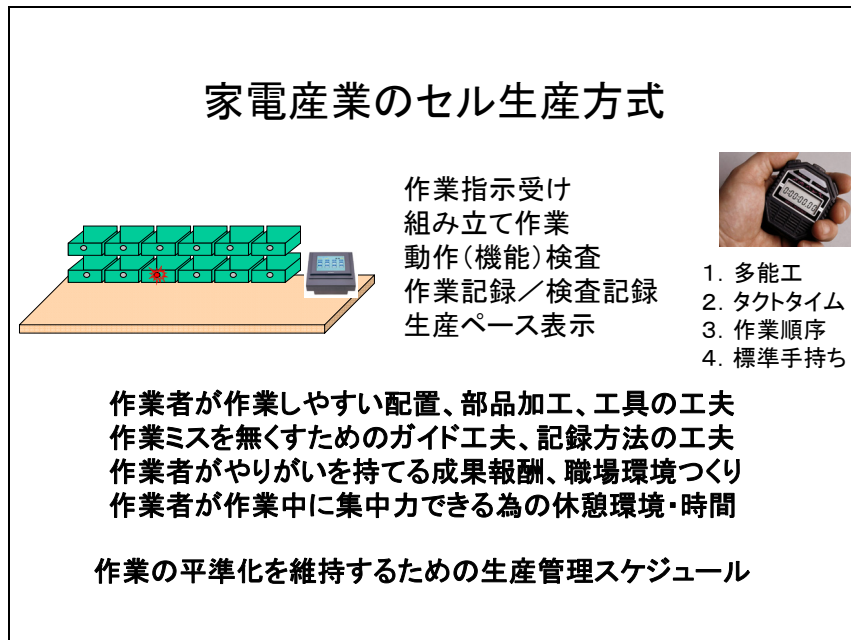 家電産業のセル生産方式
作業指示受け
組み立て作業
動作(機能)検査
作業記録／検査記録
生産ペース表示
0:00:00.00
1. 多能工
2. タクトタイム
3. 作業順序
4. 標準手持ち
作業者が作業しやすい配置、部品加工、工具の工夫
作業ミスを無くすためのガイド工夫、記録方法の工夫
作業者がやりがいを持てる成果報酬、職場環境つくり
作業者が作業中に集中力できる為の休憩環境・時間
作業の平準化を維持するための生産管理スケジュール